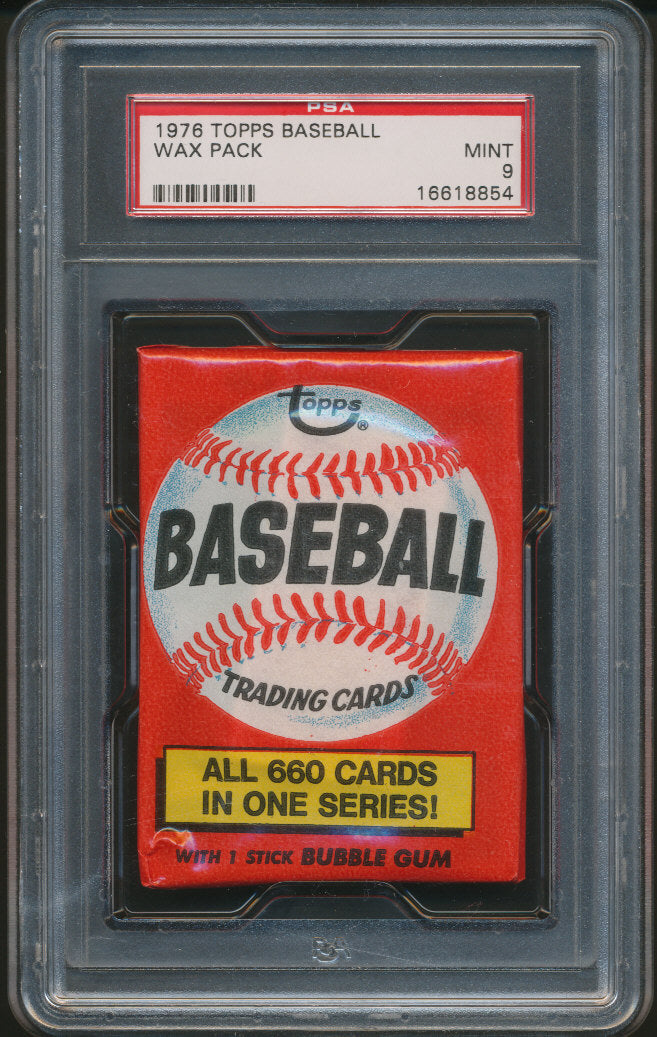 PSA
1976 TOPPS BASEBALL
WAX PACK MINT
9
16618854
Topps®
BASEBALL
TRADING CARDS
ALL 660 CARDS
IN ONE SERIES!
WITH 1 STICK BUBBLE GUM
PSA